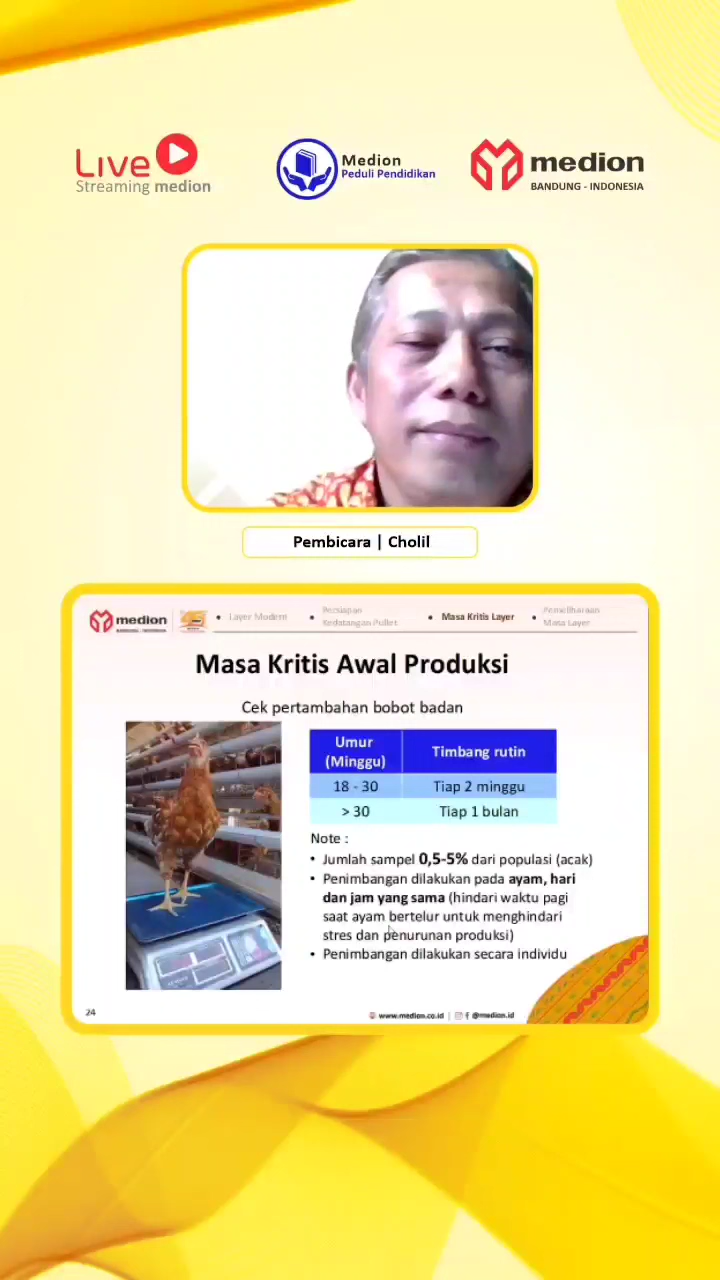 Live
Streaming medion
Medion
Peduli Pendidikan
medion
BANDUNG - INDONESIA
Pembicara | Cholil
medion
BANDUNG - INDONESIA
Layer Modern
Persiapan
Kedatangan Pullet
Masa Kritis Layer
Pemeliharaan
Masa Layer
Masa Kritis Awal Produksi
Cek pertambahan bobot badan
Umur
(Minggu)
Timbang rutin
18 - 30
Tiap 2 minggu
> 30
Tiap 1 bulan
Note :
• Jumlah sampel 0,5-5% dari populasi (acak)
• Penimbangan dilakukan pada ayam, hari
dan jam yang sama (hindari waktu pagi
saat ayam bertelur untuk menghindari
stres dan penurunan produksi)
• Penimbangan dilakukan secara individu
24
www.medion.co.id | @medion.id